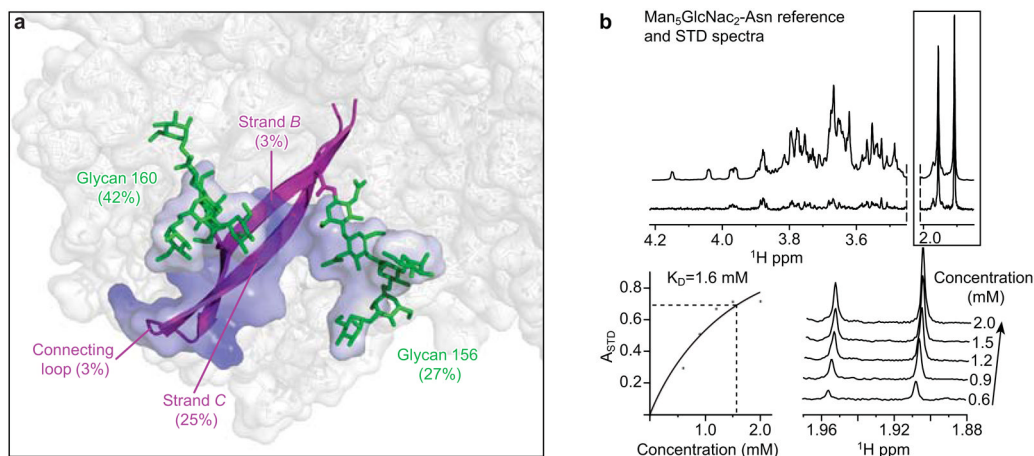 a
Strand B
(3%)
Glycan 160
(42%)
Connecting
loop (3%)
Strand C
(25%)
Glycan 156
(27%)
b
Man₅GlcNac₂-Asn reference
and STD spectra
4.2 4.0 3.8 3.6 2.0
¹H ppm
K_D=1.6 mM
A_STD
0.8
0.6
0.4
0.2
1.0 2.0
Concentration (mM)
Concentration
(mM)
2.0
1.5
1.2
0.9
0.6
1.96 1.92 1.88
¹H ppm